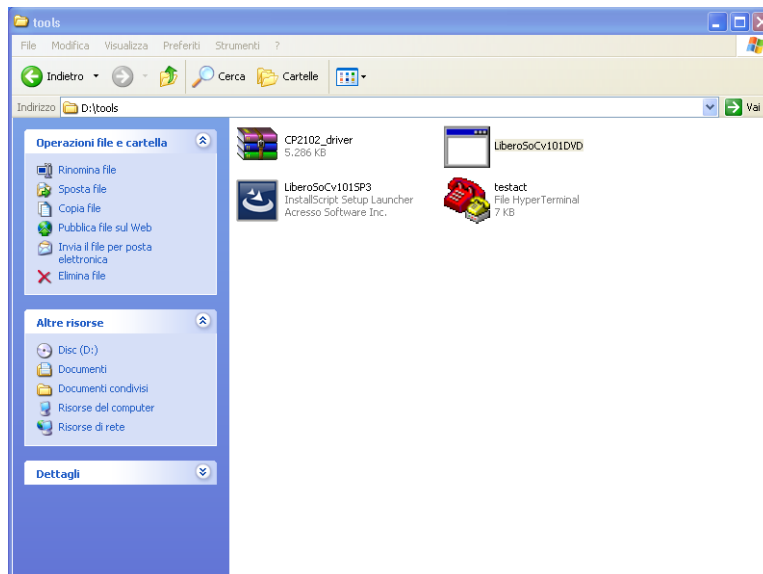 tools
File Modifica Visualizza Preferiti Strumenti ?
Indietro Cerca Cartelle
Indirizzo D:\tools Vai
Operazioni file e cartella
Rinomina file
Sposta file
Copia file
Pubblica file sul Web
Invia il file per posta
elettronica
Elimina file
Altre risorse
Disc (D:)
Documenti
Documenti condivisi
Risorse del computer
Risorse di rete
Dettagli
CP2102_driver
5.286 KB
LiberoSoCv101DVD
LiberoSoCv101SP3
InstallScript Setup Launcher
Acresso Software Inc.
testact
File HyperTerminal
7 KB